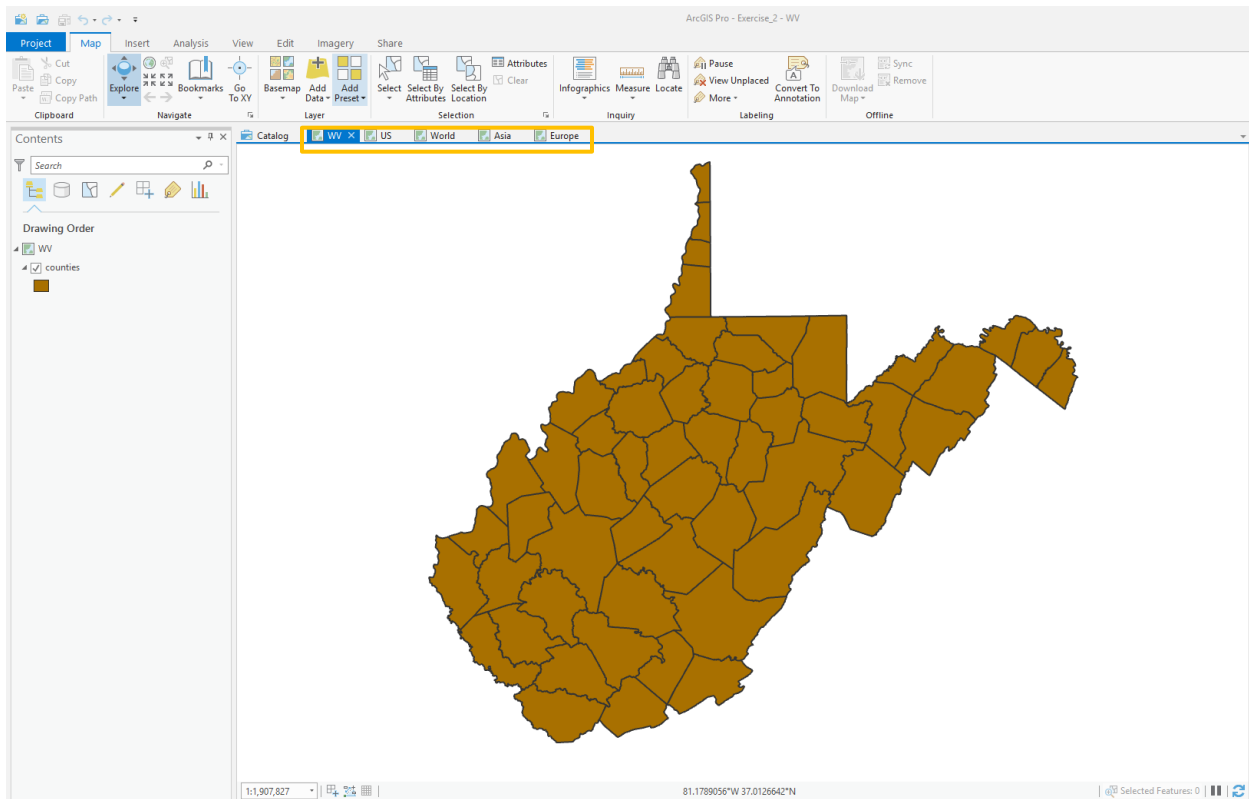 ArcGIS Pro - Exercise_2 - WV
Project Map Insert Analysis View Edit Imagery Share
Paste
Cut
Copy
Copy Path
Clipboard
Explore
Bookmarks
Go To XY
Navigate
Basemap
Add Data
Add Preset
Layer
Select
Select By Attributes
Select By Location
Attributes
Clear
Selection
Infographics
Measure
Locate
Inquiry
Pause
View Unplaced
More
Convert To Annotation
Labeling
Download Map
Sync
Remove
Offline
Contents
Search
Drawing Order
WV
counties
Catalog WV US World Asia Europe
1:1,907,827
81.1789056°W 37.0126642°N
Selected Features: 0